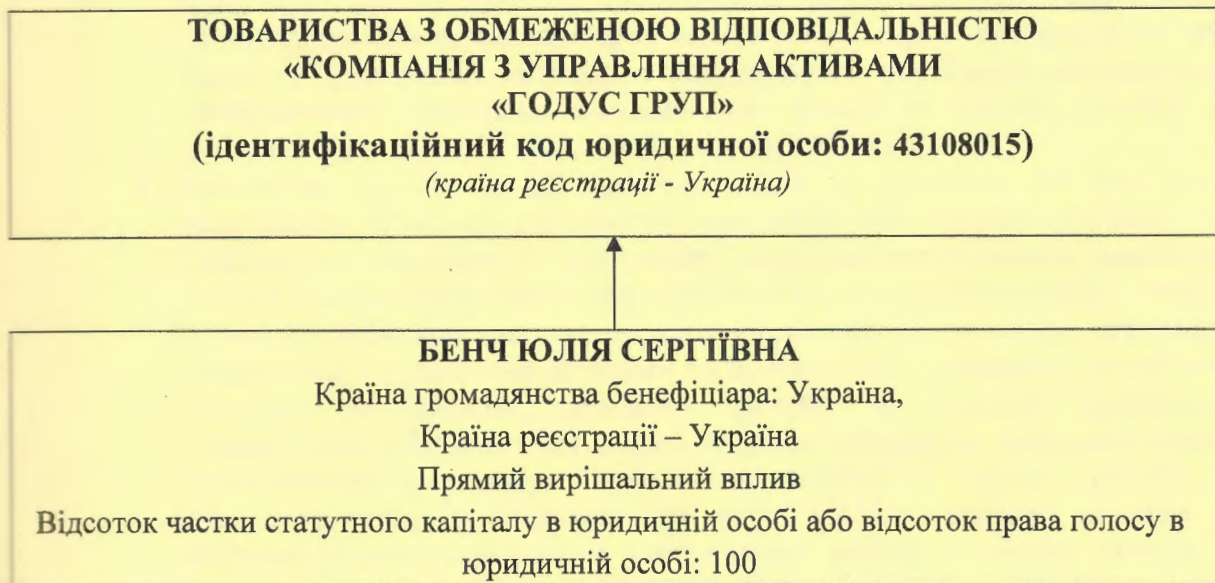 ТОВАРИСТВА З ОБМЕЖЕНОЮ ВІДПОВІДАЛЬНІСТЮ
«КОМПАНІЯ З УПРАВЛІННЯ АКТИВАМИ
«ГОДУС ГРУП»
(ідентифікаційний код юридичної особи: 43108015)
(країна реєстрації - Україна)
БЕНЧ ЮЛІЯ СЕРГІЇВНА
Країна громадянства бенефіціара: Україна,
Країна реєстрації – Україна
Прямий вирішальний вплив
Відсоток частки статутного капіталу в юридичній особі або відсоток права голосу в
юридичній особі: 100